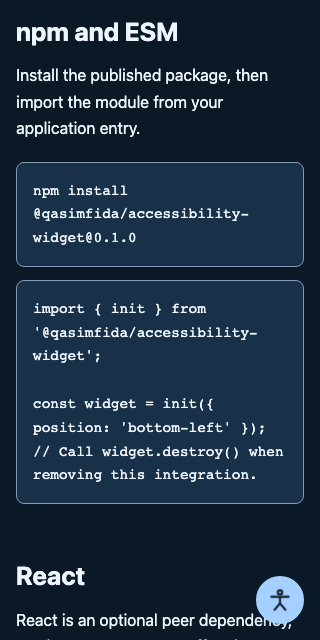 npm and ESM
Install the published package, then
import the module from your
application entry.
npm install
@qasimfida/accessibility-
widget@0.1.0
import { init } from
'@qasimfida/accessibility-
widget';
const widget = init({
position: 'bottom-left' });
// Call widget.destroy() when
removing this integration.
React
React is an optional peer dependency,